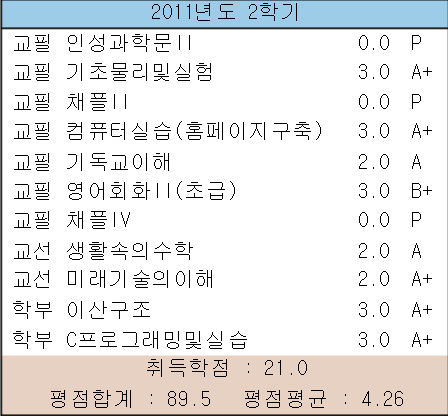 2011년도 2학기
교필 인성과학문II 0.0 P
교필 기초물리및실험 3.0 A+
교필 채플II 0.0 P
교필 컴퓨터실습(홈페이지구축) 3.0 A+
교필 기독교이해 2.0 A
교필 영어회화II(초급) 3.0 B+
교필 채플IV 0.0 P
교선 생활속의수학 2.0 A
교선 미래기술의이해 2.0 A+
학부 이산구조 3.0 A+
학부 C프로그래밍및실습 3.0 A+
취득학점 : 21.0
평점합계 : 89.5 평점평균 : 4.26